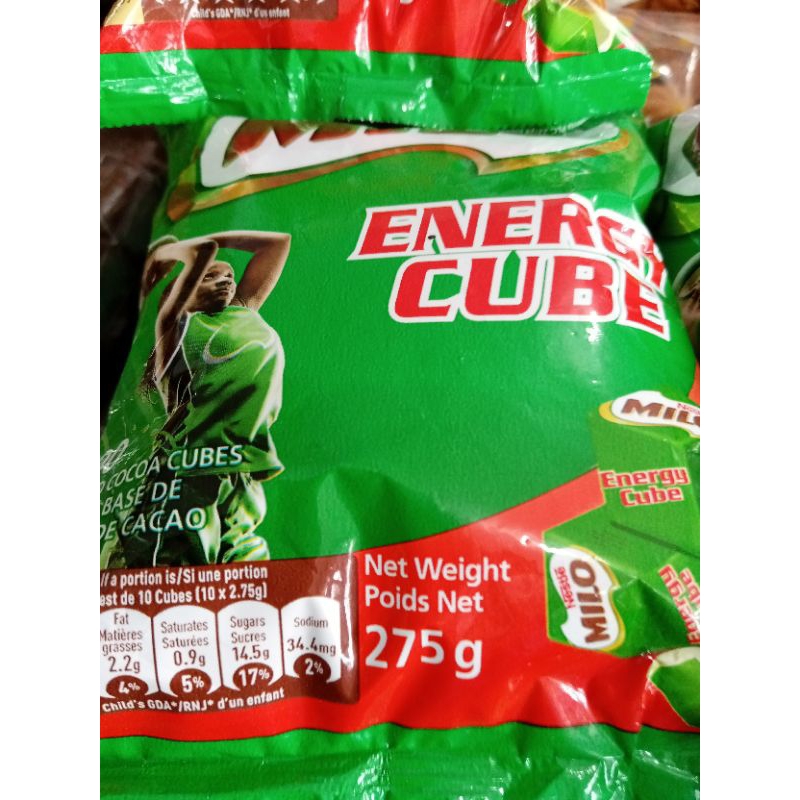 Child's GDA*/RNJ* d'un enfant
ENERGY
CUBE
COCOA CUBES
BASE DE
DE CACAO
MILO
Energy
Cube
Nestlé
MILO
If a portion is/Si une portion
est de 10 Cubes (10 x 2.75g)
Fat
Matières
grasses
2.2g
4%
Saturates
Saturées
0.9g
5%
Sugars
Sucres
14.5g
17%
Sodium
34.4mg
2%
Child's GDA*/RNJ* d'un enfant
Net Weight
Poids Net
275 g